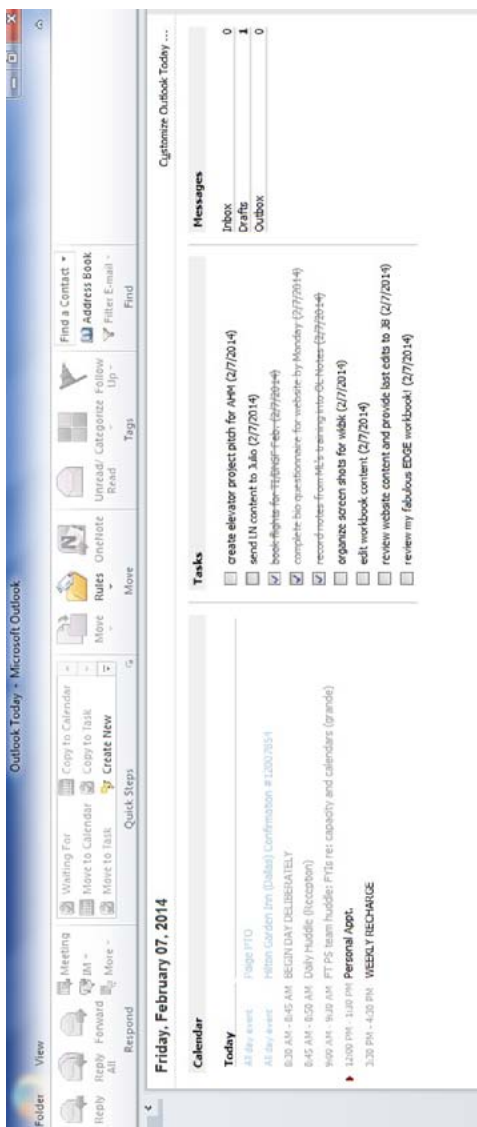 Outlook Today - Microsoft Outlook
Folder
View
Reply
Reply All
Forward
Meeting
IM
More
Respond
Waiting For
Move to Calendar
Move to Task
Copy to Calendar
Copy to Task
Create New
Quick Steps
Move
Rules
OneNote
Move
Unread/ Read
Categorize
Follow Up
Tags
Find a Contact
Address Book
Filter E-mail
Find
Friday, February 07, 2014
Customize Outlook Today ...
Calendar
Today
All day event Paige PTO
All day event Hilton Garden Inn (Dallas) Confirmation #
8:30 AM - 8:45 AM BEGIN DAY DELIBERATELY
8:45 AM - 8:50 AM Daily Huddle (Reception)
9:00 AM - 9:30 AM FT PS team huddle: FYIs re: capacity and calendars (grande)
12:00 PM - 1:30 PM Personal Appt.
3:30 PM - 4:30 PM WEEKLY RECHARGE
Tasks
create elevator project pitch for AHM (2/7/2014)
send LN content to Julio (2/7/2014)
book flights for Feb. (2/7/2014)
complete bio questionnaire for website by Monday (2/7/2014)
record notes from ML's training into OL Notes (2/7/2014)
organize screen shots for wkbk (2/7/2014)
edit workbook content (2/7/2014)
review website content and provide last edits to JB (2/7/2014)
review my fabulous EDGE workbook! (2/7/2014)
Messages
Inbox 0
Drafts 1
Outbox 0